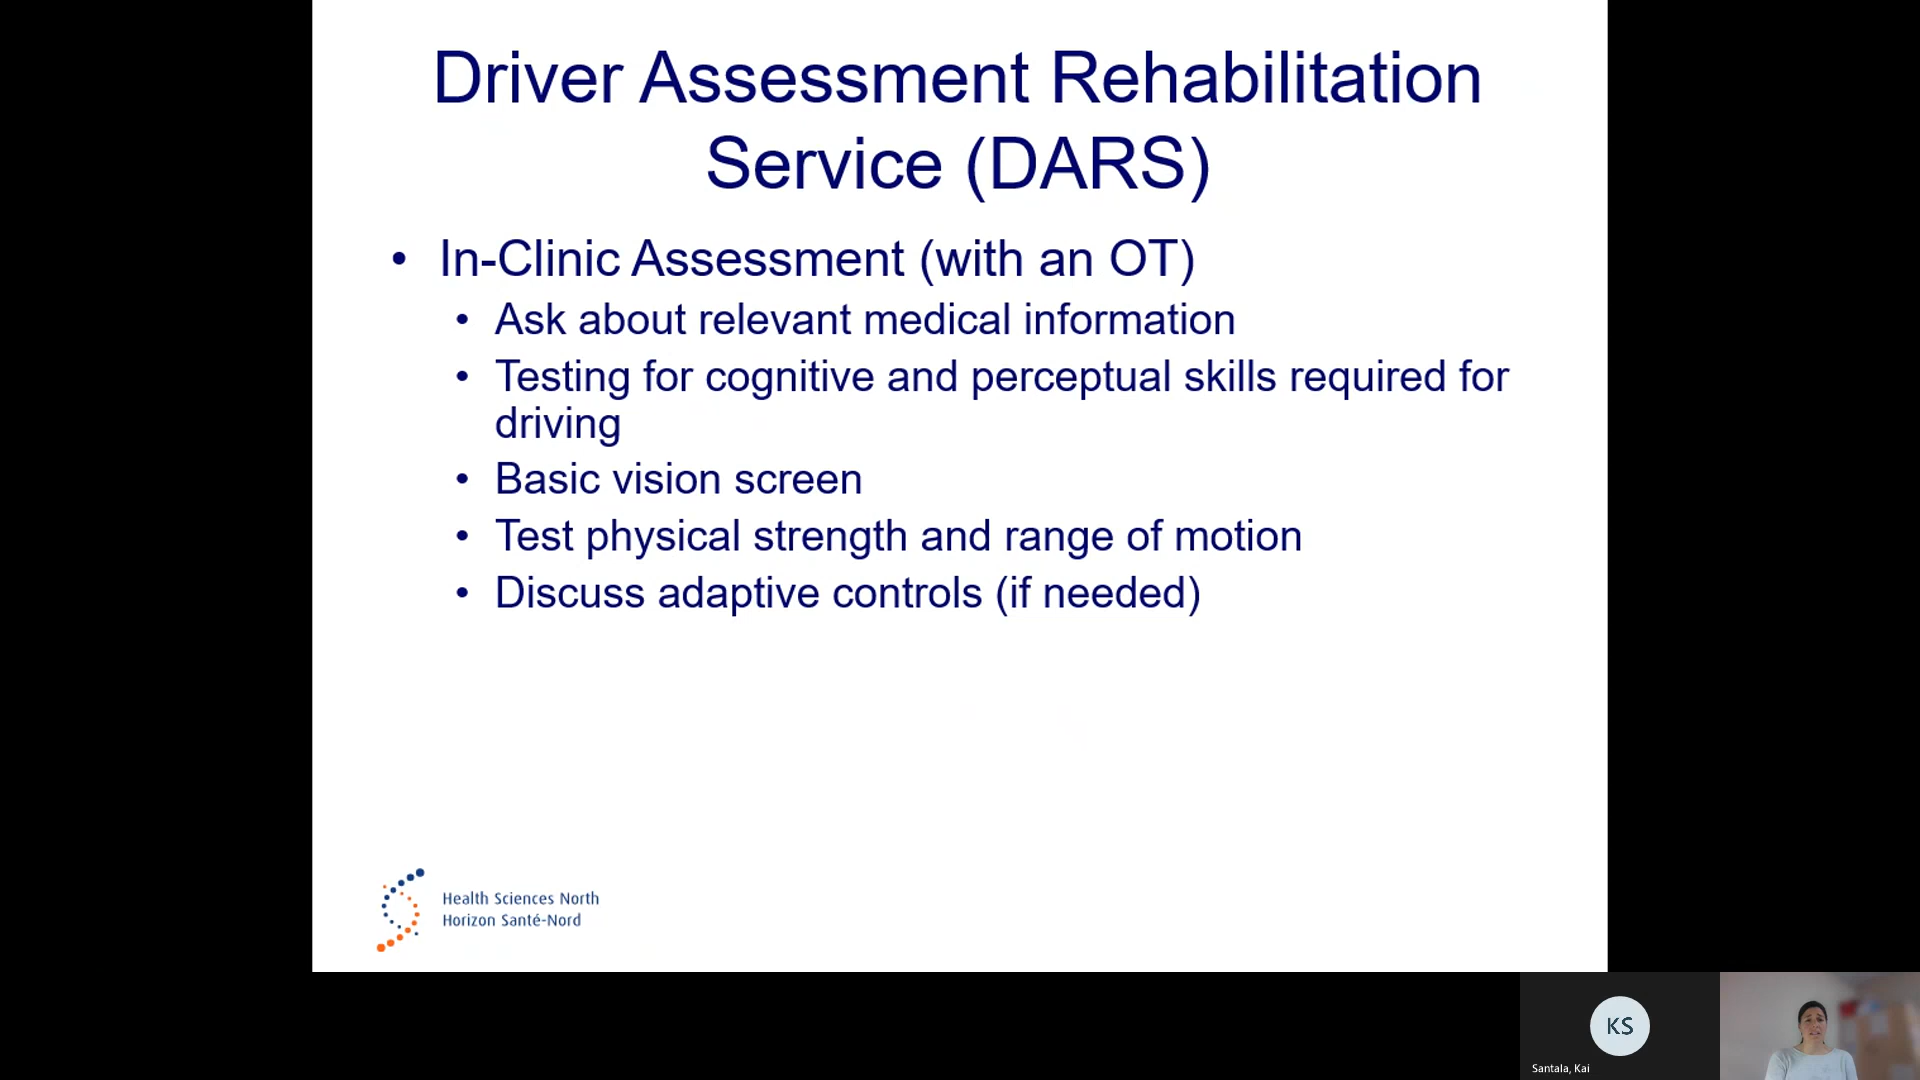 Driver Assessment Rehabilitation
Service (DARS)
• In-Clinic Assessment (with an OT)
• Ask about relevant medical information
• Testing for cognitive and perceptual skills required for
driving
• Basic vision screen
• Test physical strength and range of motion
• Discuss adaptive controls (if needed)
Health Sciences North
Horizon Santé-Nord
KS
Santala, Kai